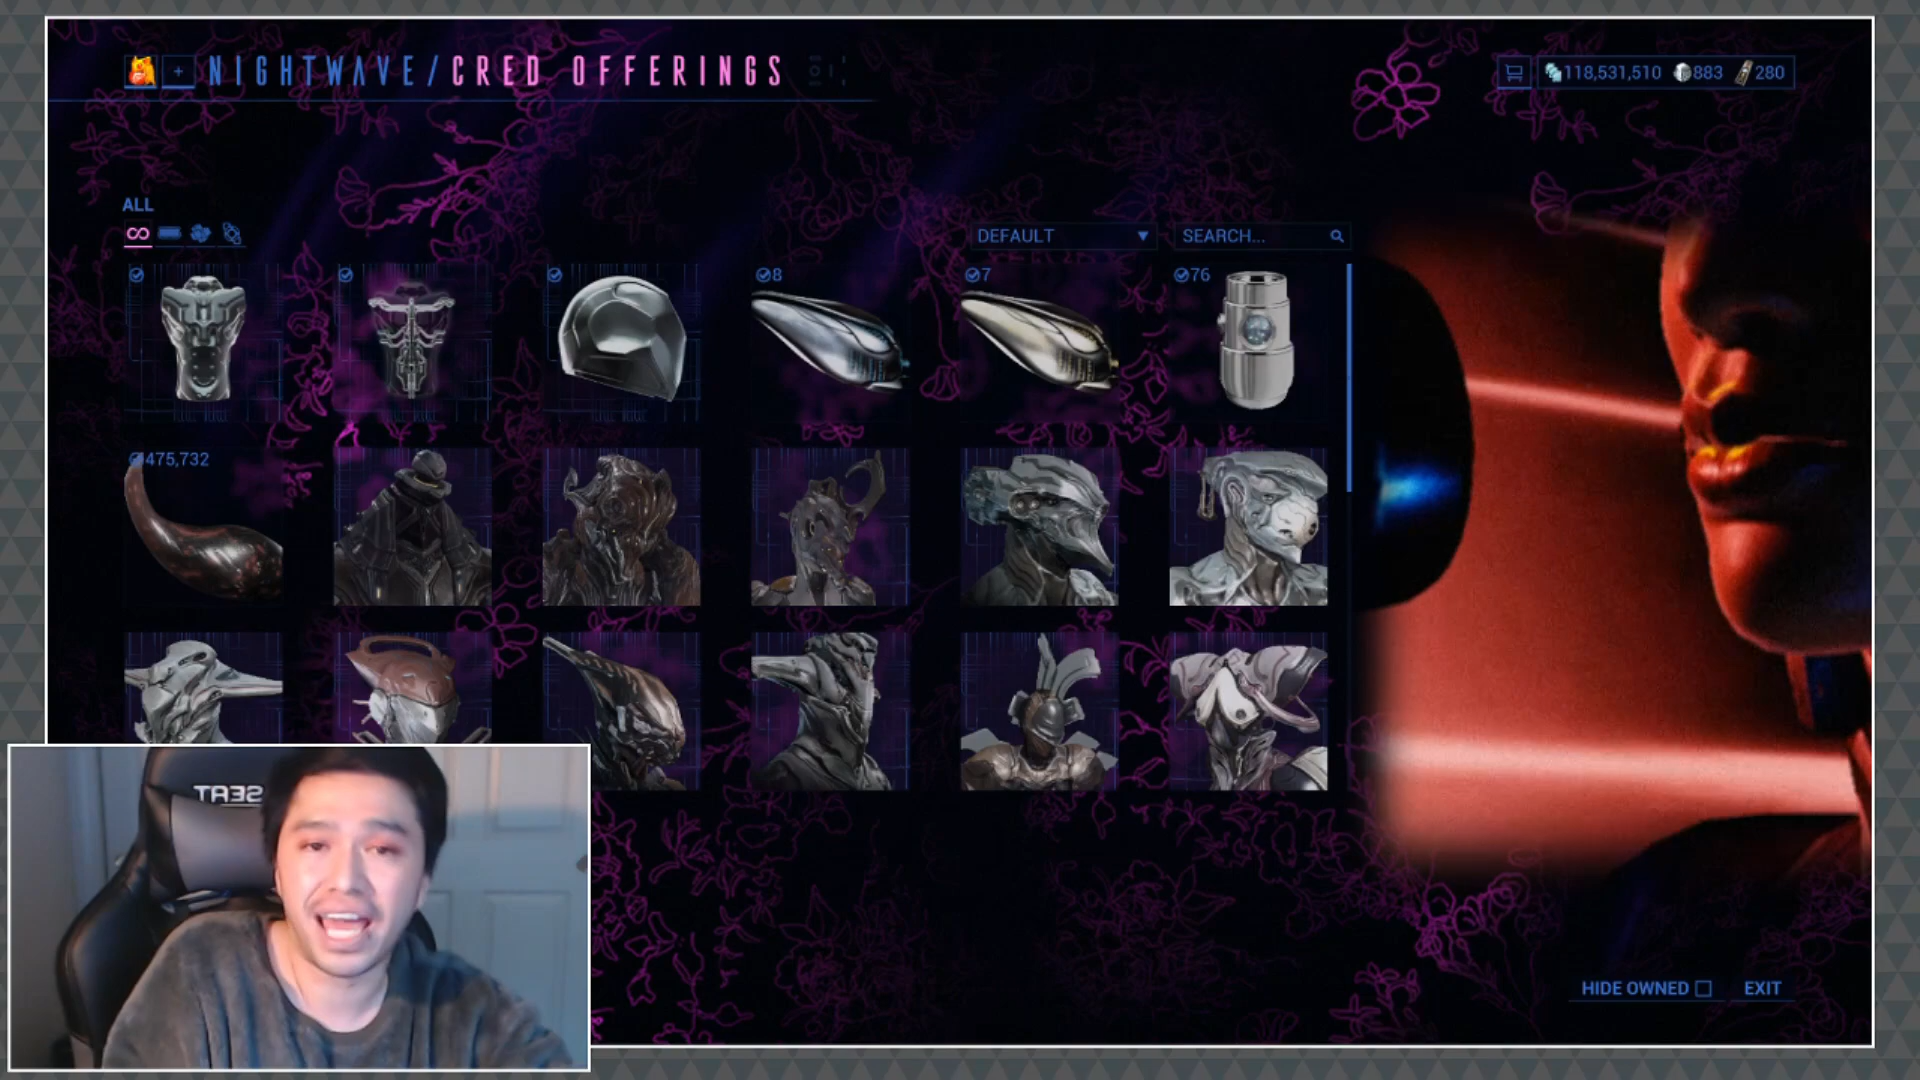 NIGHTWAVE/CRED OFFERINGS
118,531,510 883 280
ALL
DEFAULT SEARCH...
8 7 76
475,732
SEAT
HIDE OWNED EXIT